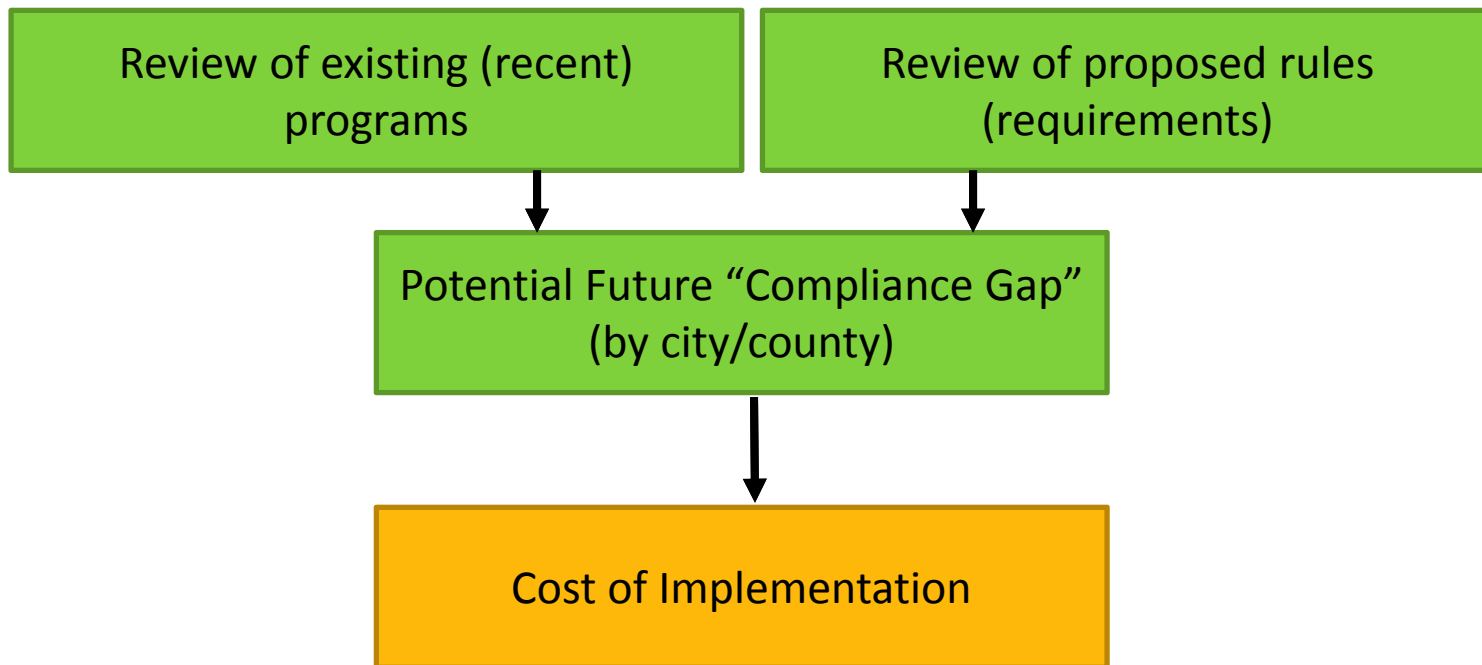 Review of existing (recent)
programs
Review of proposed rules
(requirements)
Potential Future “Compliance Gap”
(by city/county)
Cost of Implementation